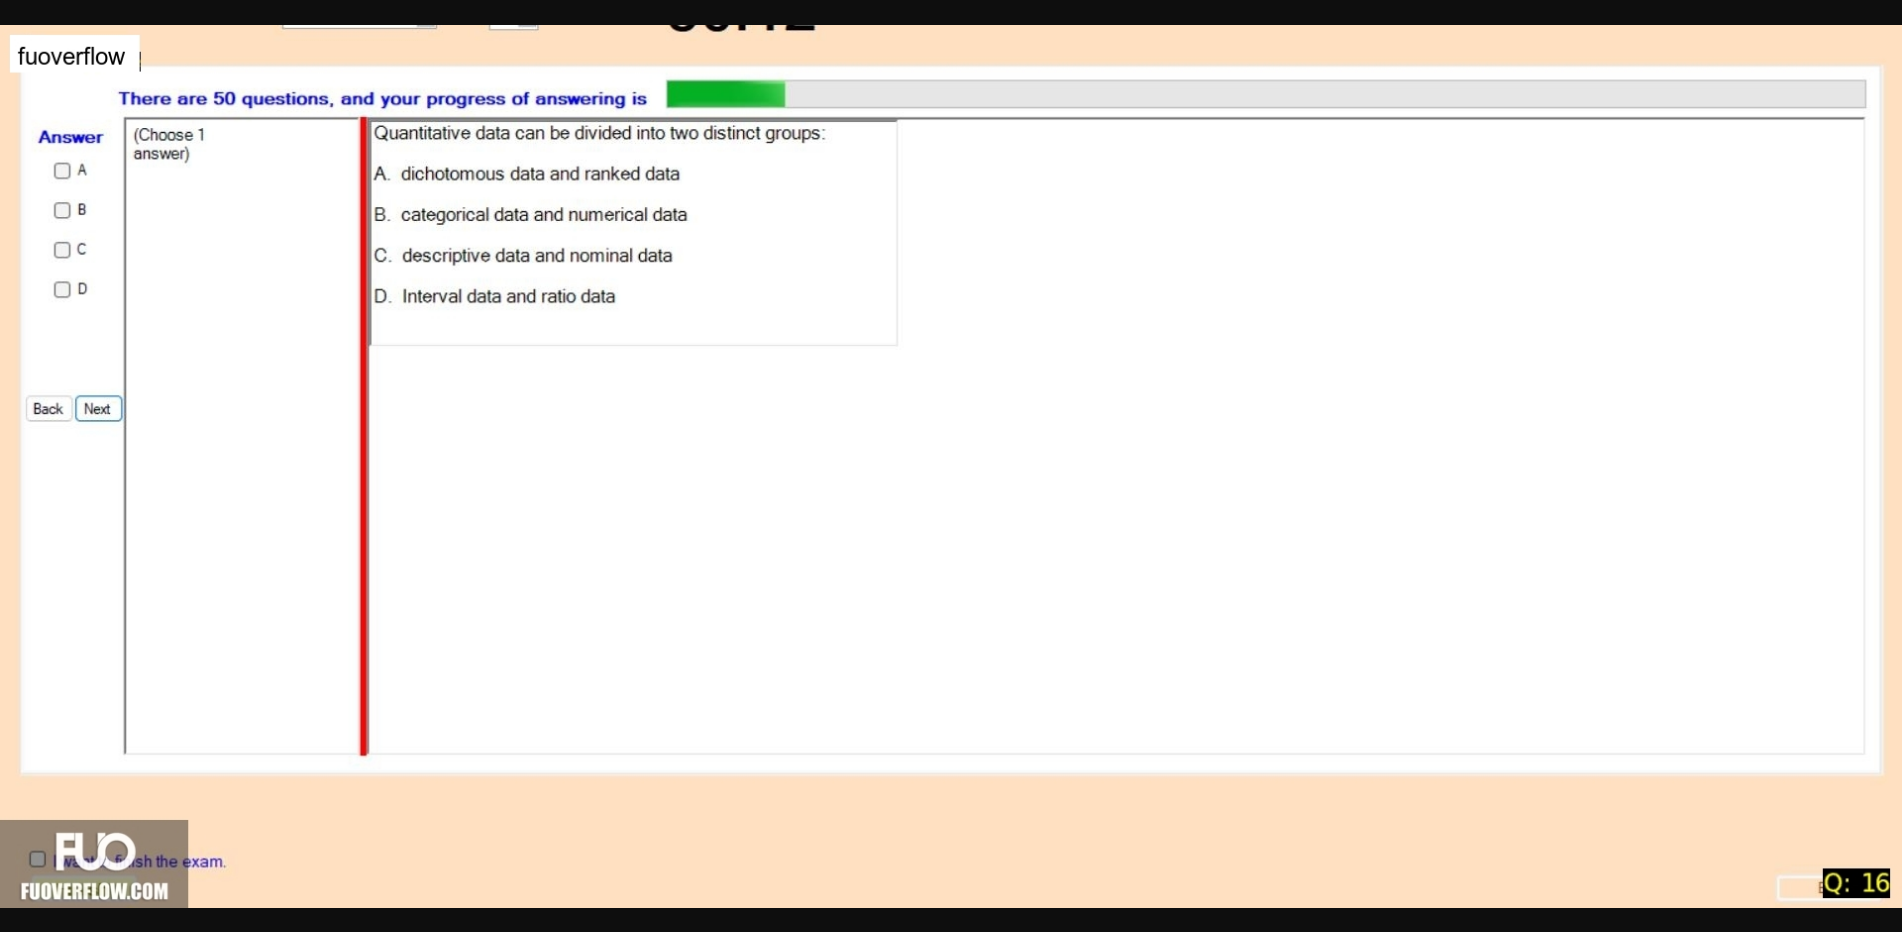 fuoverflow
There are 50 questions, and your progress of answering is
Answer
(Choose 1
answer)
A
B
C
D
Back
Next
Quantitative data can be divided into two distinct groups:
A. dichotomous data and ranked data
B. categorical data and numerical data
C. descriptive data and nominal data
D. Interval data and ratio data
FUO
the exam.
FUOVERFLOW.COM
Q: 16